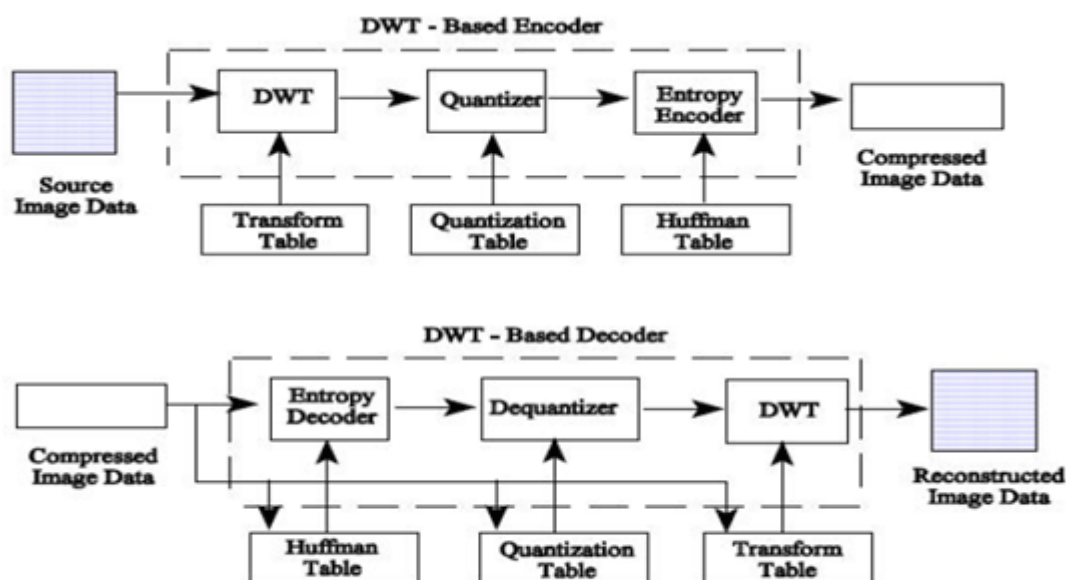 DWT - Based Encoder
DWT
Quantizer
Entropy
Encoder
Source
Image Data
Compressed
Image Data
Transform
Table
Quantization
Table
Huffman
Table
DWT - Based Decoder
Entropy
Decoder
Dequantizer
DWT
Compressed
Image Data
Reconstructed
Image Data
Huffman
Table
Quantization
Table
Transform
Table